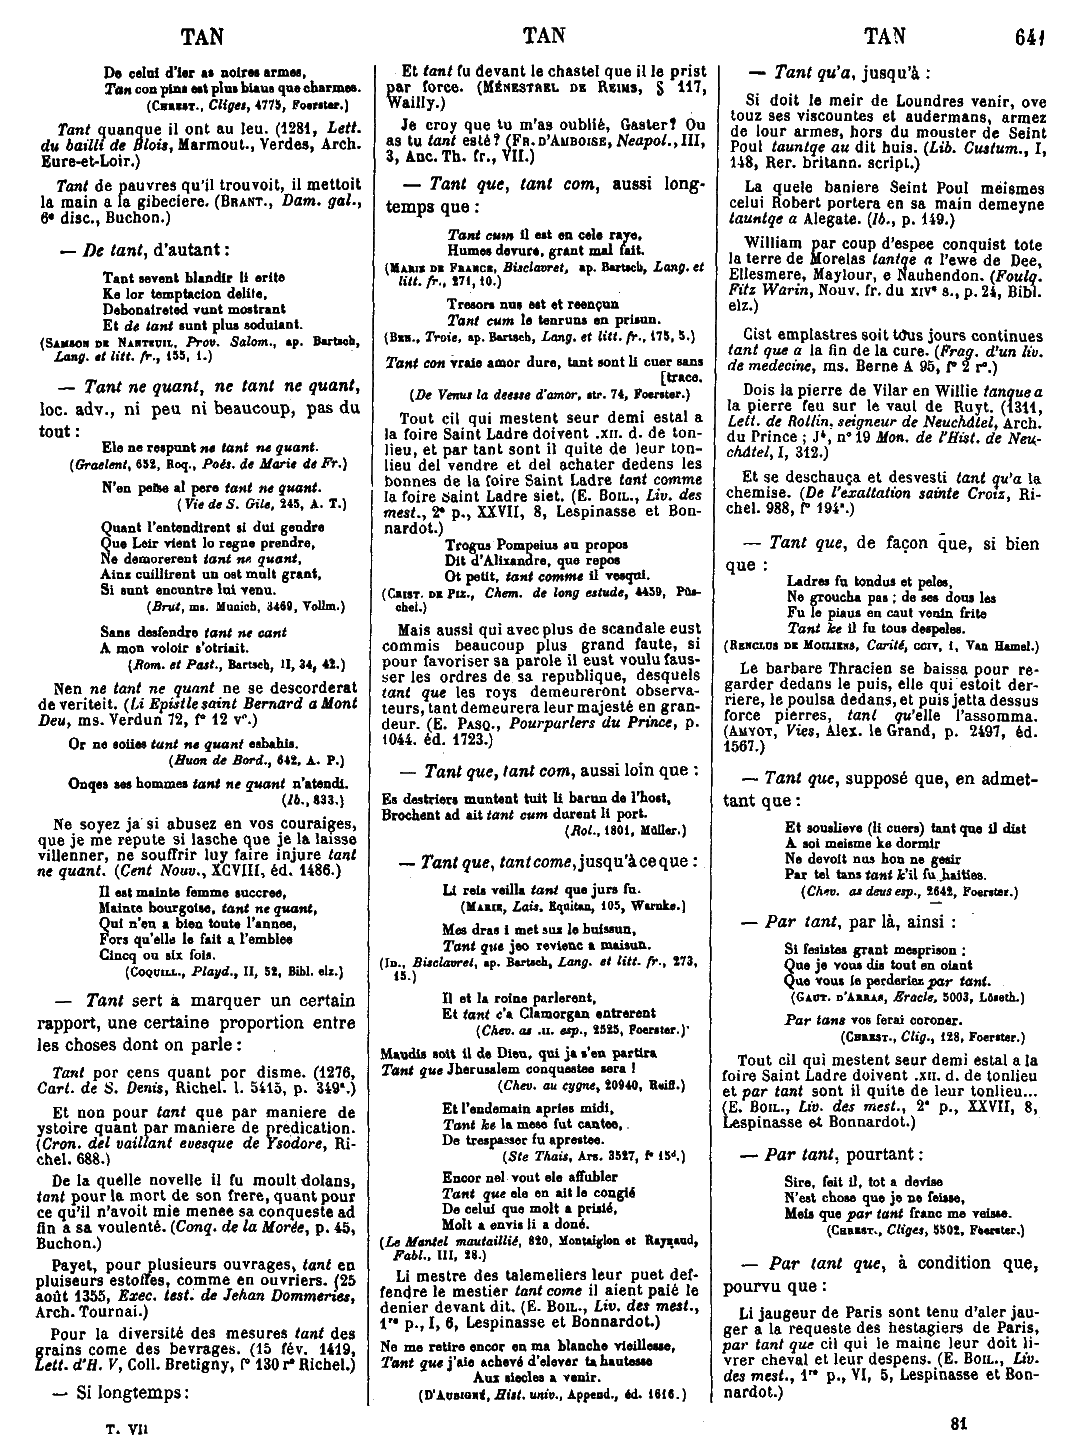 TAN
TAN
TAN
641
De celui d'ier as noires armes,
Tan con pins est plus biaus que charmes.
(CHREST., Cliges, 4775, Foerster.)
Tant quanque il ont au leu. (1281, Lett.
du bailli de Blois, Marmout., Verdes, Arch.
Eure-et-Loir.)
Tant de pauvres qu'il trouvoit, il mettoit
la main a la gibeciere. (BRANT., Dam. gal.,
6e disc., Buchon.)
— De tant, d'autant :
Tant sevent blandir li erite
Ke lor temptacion delite,
Debonaireted vunt mostrant
Et de tant sunt plus soduiant.
(SAMSON DE NANTEUIL, Prov. Salom., ap. Bartsch,
Lang. et litt. fr., 155, 1.)
— Tant ne quant, ne tant ne quant,
loc. adv., ni peu ni beaucoup, pas du
tout :
Ele ne respunt ne tant ne quant.
(Graelent, 652, Roq., Poés. de Marie de Fr.)
N'en peise al pere tant ne quant.
(Vie de S. Gile, 245, A. T.)
Quant l'entendirent si dui gendre
Que Leir vient lo regne prendre,
Ne demorerent tant ne quant,
Ainz cuillirent un ost mult grant,
Si sunt encuntre lui venu.
(Brut, ms. Munich, 3469, Vollm.)
Sans desfendre tant ne cant
A mon voloir s'otriait.
(Rom. et Past., Bartsch, II, 34, 42.)
Nen ne tant ne quant ne se descorderat
de veriteit. (Li Epistle saint Bernard a Mont
Deu, ms. Verdun 72, f° 12 v°.)
Or ne soiies tant ne quant esbahis.
(Huon de Bord., 642, A. P.)
Onqes ses hommes tant ne quant n'atendi.
(Ib., 833.)
Ne soyez ja si abusez en vos couraiges,
que je me repute si lasche que je la laisse
villenner, ne souffrir luy faire injure tant
ne quant. (Cent Nouv., XCVIII, éd. 1486.)
Il est mainte femme succree,
Mainte bourgoise, tant ne quant,
Qui n'en a bien toute l'annee,
Fors qu'elle le fait a l'emblee
Cincq ou six fois.
(COQUILL., Playd., II, 52, Bibl. elz.)
— Tant sert à marquer un certain
rapport, une certaine proportion entre
les choses dont on parle :
Tant por cens quant por disme. (1276,
Cart. de S. Denis, Richel. l. 5415, p. 349a.)
Et non pour tant que par maniere de
ystoire quant par maniere de predication.
(Cron. del vaillant evesque de Ysodore, Ri-
chel. 688.)
De la quelle novelle il fu moult dolans,
tant pour la mort de son frere, quant pour
ce qu'il n'avoit mie menee sa conqueste ad
fin a sa voulenté. (Conq. de la Morée, p. 45,
Buchon.)
Payet, pour plusieurs ouvrages, tant en
pluiseurs estoffes, comme en ouvriers. (25
août 1355, Exec. test. de Jehan Dommeries,
Arch. Tournai.)
Pour la diversité des mesures tant des
grains come des bevrages. (15 fév. 1419,
Lett. d'H. V, Coll. Bretigny, f° 130 r° Richel.)
— Si longtemps :
Et tant fu devant le chastel que il le prist
par force. (MÉNESTREL DE REIMS, § 117,
Wailly.)
Je croy que tu m'as oublié, Gaster? Ou
as tu tant esté? (FR. D'AMBOISE, Neapol., III,
3, Anc. Th. fr., VII.)
— Tant que, tant com, aussi long-
temps que :
Tant cum il est en cele raye,
Humes devure, grant mal fait.
(MARIE DE FRANCE, Bisclavret, ap. Bartsch, Lang. et
litt. fr., 271, 10.)
Tresors nus est et reençun
Tant cum le tenruns en prisun.
(BEN., Troie, ap. Bartsch, Lang. et litt. fr., 175, 5.)
Tant con vraie amor dure, tant sont li cuer sans
[trace.
(De Venus la deesse d'amor, str. 74, Foerster.)
Tout cil qui mestent seur demi estal a
la foire Saint Ladre doivent .XII. d. de ton-
lieu, et par tant sont il quite de leur ton-
lieu del vendre et del achater dedens les
bonnes de la foire Saint Ladre tant comme
la foire Saint Ladre siet. (E. BOIL., Liv. des
mest., 2e p., XXVII, 8, Lespinasse et Bon-
nardot.)
Trogus Pompeius au propos
Dit d'Alixandre, que repos
Ot petit, tant comme il vesqui.
(CRIST. DE PIZ., Chem. de long estude, 4459, Püs-
chel.)
Mais aussi qui avec plus de scandale eust
commis beaucoup plus grand faute, si
pour favoriser sa parole il eust voulu faus-
ser les ordres de sa republique, desquels
tant que les roys demeureront observa-
teurs, tant demeurera leur majesté en gran-
deur. (E. PASQ., Pourparlers du Prince, p.
1044. éd. 1723.)
— Tant que, tant com, aussi loin que :
Es destriers muntent tuit li barun de l'host,
Brochent ad ait tant cum durent li port.
(Rol., 1801, Müller.)
— Tant que, tant come, jusqu'à ce que :
Li reis veilla tant que jurs fu.
(MARIE, Lais, Equitan, 105, Warnke.)
Mes dras i met suz le buissun,
Tant que jeo revienc a maisun.
(ID., Bisclavret, ap. Bartsch, Lang. et litt. fr., 273,
15.)
Il et la roine parlerent,
Et tant c'a Clamorgan entrerent
(Chev. as .II. esp., 2525, Foerster.)
Maudis soit il de Dieu, qui ja s'en partira
Tant que Jherusalem conquestee sera !
(Chev. au cygne, 20940, Reiff.)
Et l'endemain apries midi,
Tant ke la mese fut cantee,
De trespasser fu aprestee.
(Ste Thais, Ars. 3527, f° 15d.)
Encor nel vout ele affubler
Tant que ele en ait le congié
De celui que molt a prisié,
Molt a envis li a doné.
(Le Mantel mautaillié, 820, Montaiglon et Raynaud,
Fabl., III, 28.)
Li mestre des talemeliers leur puet def-
fendre le mestier tant come il aient paié le
denier devant dit. (E. BOIL., Liv. des mest.,
1re p., I, 6, Lespinasse et Bonnardot.)
Ne me retire encor en ma blanche vieillesse,
Tant que j'aie achevé d'elever ta hautesse
Aux siecles a venir.
(D'AUBIGNÉ, Hist. univ., Append., éd. 1616.)
— Tant qu'a, jusqu'à :
Si doit le meir de Loundres venir, ove
touz ses viscountes et audermans, armez
de lour armes, hors du mouster de Seint
Poul tauntqe au dit huis. (Lib. Custum., I,
148, Rer. britann. script.)
La quele baniere Seint Poul meismes
celui Robert portera en sa main demeyne
tauntqe a Alegate. (Ib., p. 149.)
William par coup d'espee conquist tote
la terre de Morelas tantqe a l'ewe de Dee,
Ellesmere, Maylour, e Nauhendon. (Foulq.
Fitz Warin, Nouv. fr. du XIVe s., p. 24, Bibl.
elz.)
Cist emplastres soit tous jours continues
tant que a la fin de la cure. (Frag. d'un liv.
de medecine, ms. Berne A 95, f° 2 r°.)
Dois la pierre de Vilar en Willie tanque a
la pierre feu sur le vaul de Ruyt. (1311,
Lett. de Rollin, seigneur de Neuchâtel, Arch.
du Prince ; J4, n° 19 Mon. de l'Hist. de Neu-
châtel, I, 312.)
Et se deschauça et desvesti tant qu'a la
chemise. (De l'exaltation sainte Croiz, Ri-
chel. 988, f° 194a.)
— Tant que, de façon que, si bien
que :
Ladres fu tondus et peles,
Ne groucha pas ; de ses dous les
Fu le piaus en caut venin frite
Tant ke il fu tous despeles.
(RENCLUS DE MOILIENS, Carité, CCIV, 1, Van Hamel.)
Le barbare Thracien se baissa pour re-
garder dedans le puis, elle qui estoit der-
riere, le poulsa dedans, et puis jetta dessus
force pierres, tant qu'elle l'assomma.
(AMYOT, Vies, Alex. le Grand, p. 2497, éd.
1567.)
— Tant que, supposé que, en admet-
tant que :
Et souslieve (li cuers) tant que il dist
A soi meisme ke dormir
Ne devoit nus hon ne gesir
Par tel tans tant k'il fu haities.
(Chev. as deus esp., 2642, Foerster.)
— Par tant, par là, ainsi :
Si fesistes grant mesprison ;
Que je vous dis tout en oiant
Que vous le perderiez par tant.
(GAUT. D'ARRAS, Eracle, 5003, Löseth.)
Par tans vos ferai coroner.
(CHREST., Clig., 128, Foerster.)
Tout cil qui mestent seur demi estal a la
foire Saint Ladre doivent .XII. d. de tonlieu
et par tant sont il quite de leur tonlieu...
(E. BOIL., Liv. des mest., 2e p., XXVII, 8,
Lespinasse et Bonnardot.)
— Par tant, pourtant :
Sire, fait il, tot a devise
N'est chose que je ne feisse,
Meis que par tant franc me veisse.
(CHREST., Cliges, 5502, Foerster.)
— Par tant que, à condition que,
pourvu que :
Li jaugeur de Paris sont tenu d'aler jau-
ger a la requeste des hestagiers de Paris,
par tant que cil qui le maine leur doit li-
vrer cheval et leur despens. (E. BOIL., Liv.
des mest., 1re p., VI, 5, Lespinasse et Bon-
nardot.)
T. VII
81